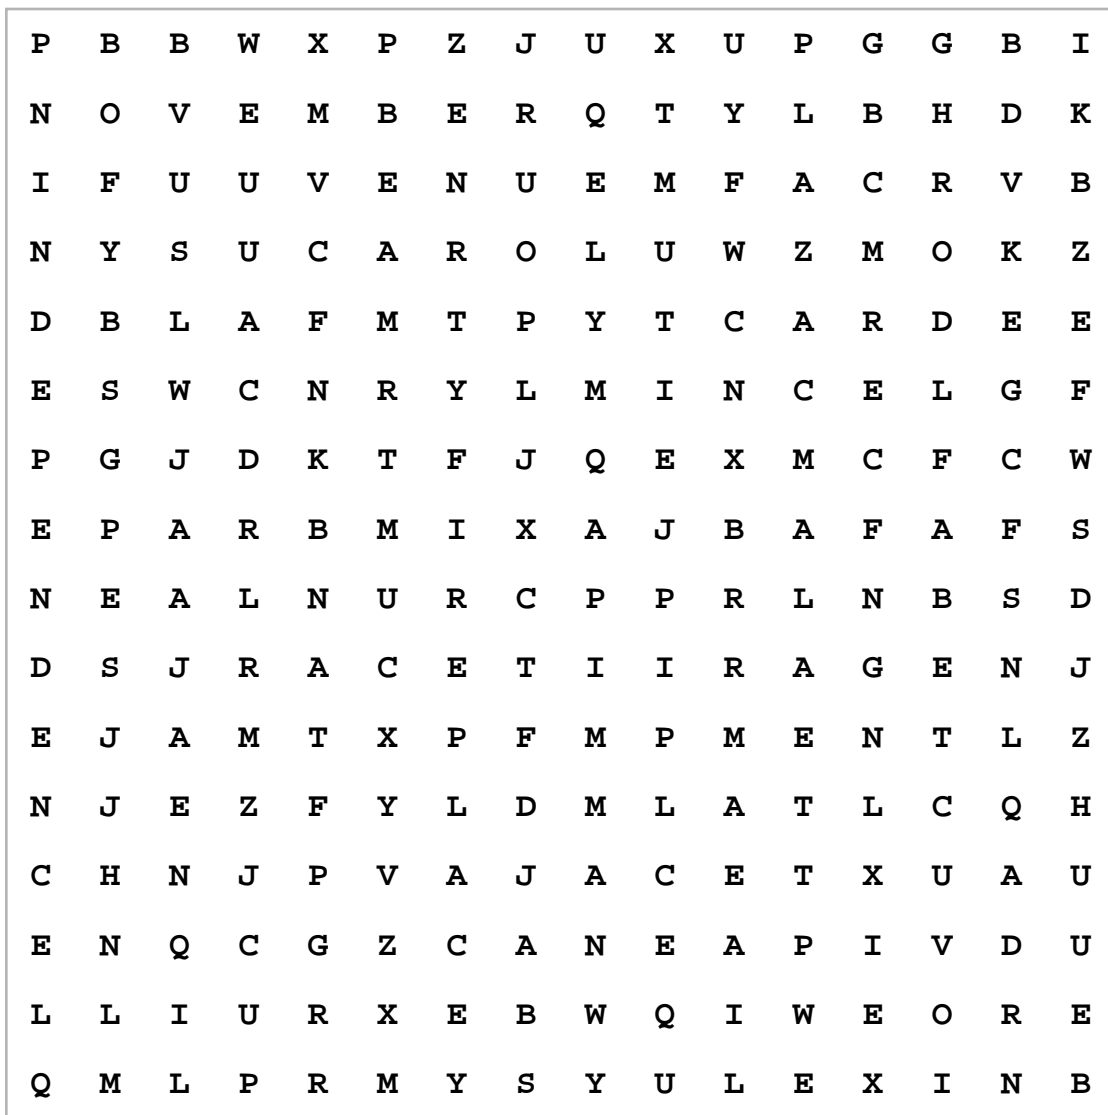 P B B W X P Z J U X U P G G B I
N O V E M B E R Q T Y L B H D K
I F U U V E N U E M F A C R V B
N Y S U C A R O L U W Z M O K Z
D B L A F M T P Y T C A R D E E
E S W C N R Y L M I N C E L G F
P G J D K T F J Q E X M C F C W
E P A R B M I X A J B A F A F S
N E A L N U R C P P R L N B S D
D S J R A C E T I I R A G E N J
E J A M T X P F M P M E N T L Z
N J E Z F Y L D M L A T L C Q H
C H N J P V A J A C E T X U A U
E N Q C G Z C A N E A P I V D U
L L I U R X E B W Q I W E O R E
Q M L P R M Y S Y U L E X I N B